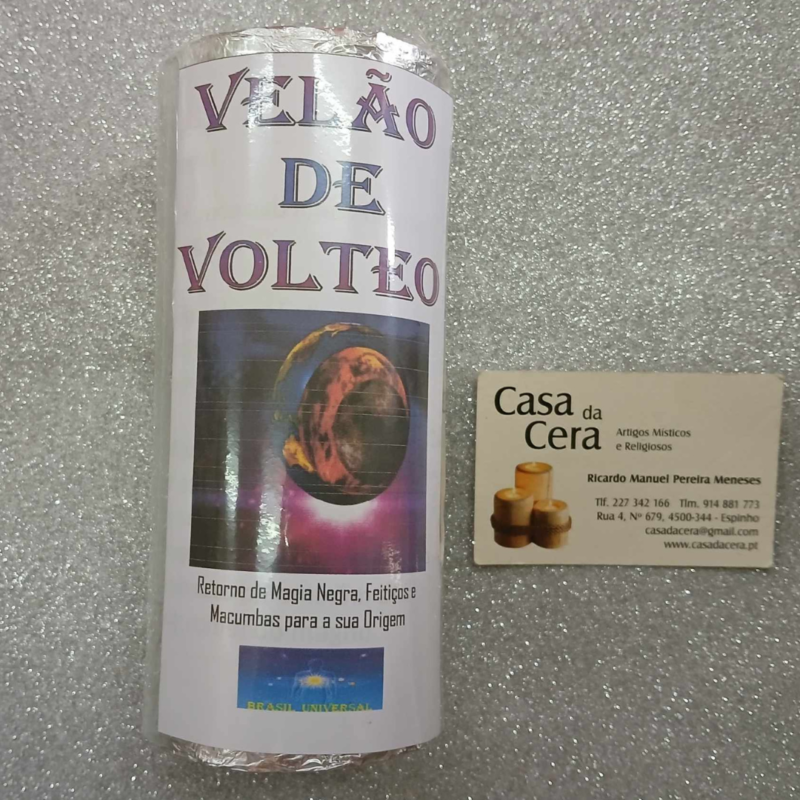 VELÃO
DE
VOLTEO
Retorno de Magia Negra, Feitiços e
Macumbas para a sua Origem
BRASIL UNIVERSAL
Casa da
Cera
Artigos Místicos
e Religiosos
Ricardo Manuel Pereira Meneses
Tlf. 227 342 166 Tlm. 914 881 773
Rua 4, Nº 679, 4500-344 - Espinho
casadacera@gmail.com
www.casadacera.pt